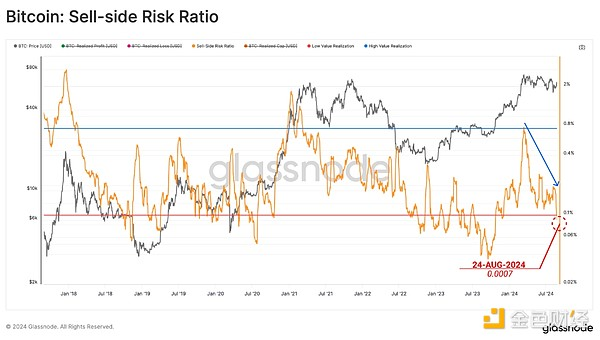 Bitcoin: Sell-side Risk Ratio
BTC: Price [USD]
BTC: Realized Profit [USD]
BTC: Realized Loss [USD]
Sell-Side Risk Ratio
BTC: Realized Cap [USD]
Low Value Realization
High Value Realization
$80k
$40k
$10k
$6k
$2k
2%
0.8%
0.4%
0.1%
0.06%
0.02%
glassnode
24-AUG-2024
0.0007
Jan '18
Jul '18
Jan '19
Jul '19
Jan '20
Jul '20
Jan '21
Jul '21
Jan '22
Jul '22
Jan '23
Jul '23
Jan '24
Jul '24
© 2024 Glassnode. All Rights Reserved.
glassnode
金色财经